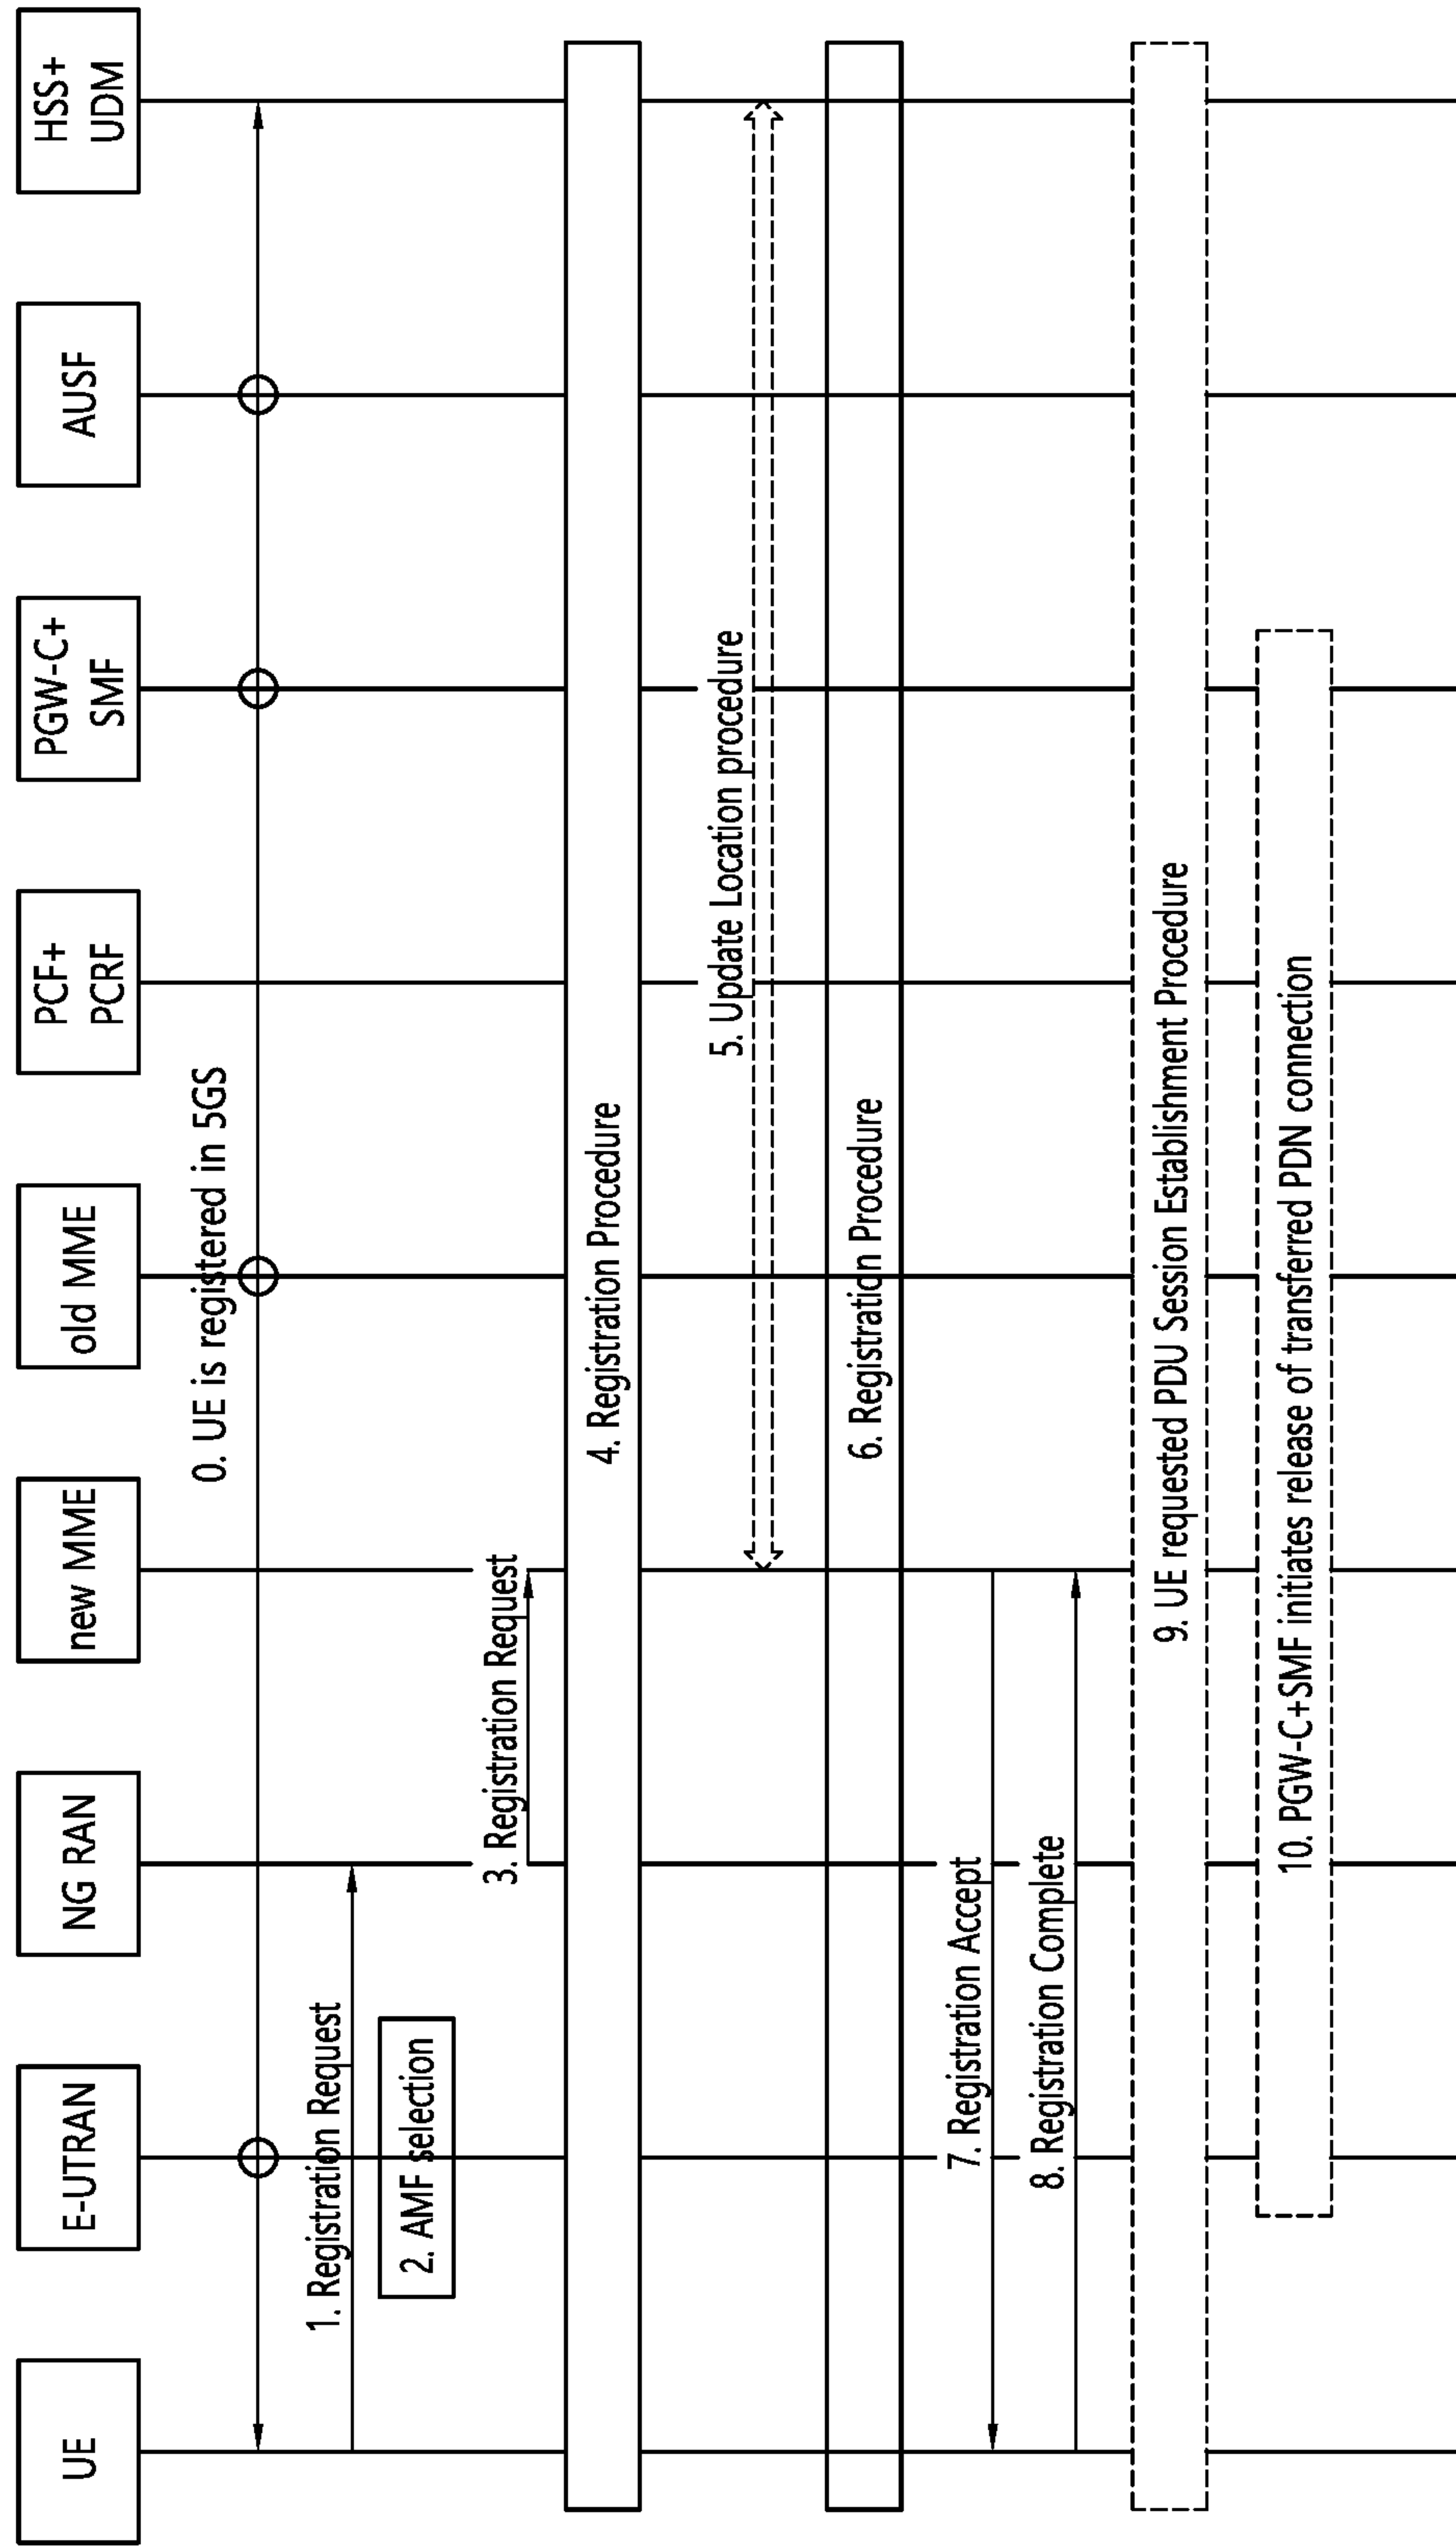 UE
E-UTRAN
NG RAN
new MME
old MME
PCF+
PCRF
PGW-C+
SMF
AUSF
HSS+
UDM
0. UE is registered in 5GS
1. Registration Request
2. AMF selection
3. Registration Request
4. Registration Procedure
5. Update Location procedure
6. Registration Procedure
7. Registration Accept
8. Registration Complete
9. UE requested PDU Session Establishment Procedure
10. PGW-C+SMF initiates release of transferred PDN connection